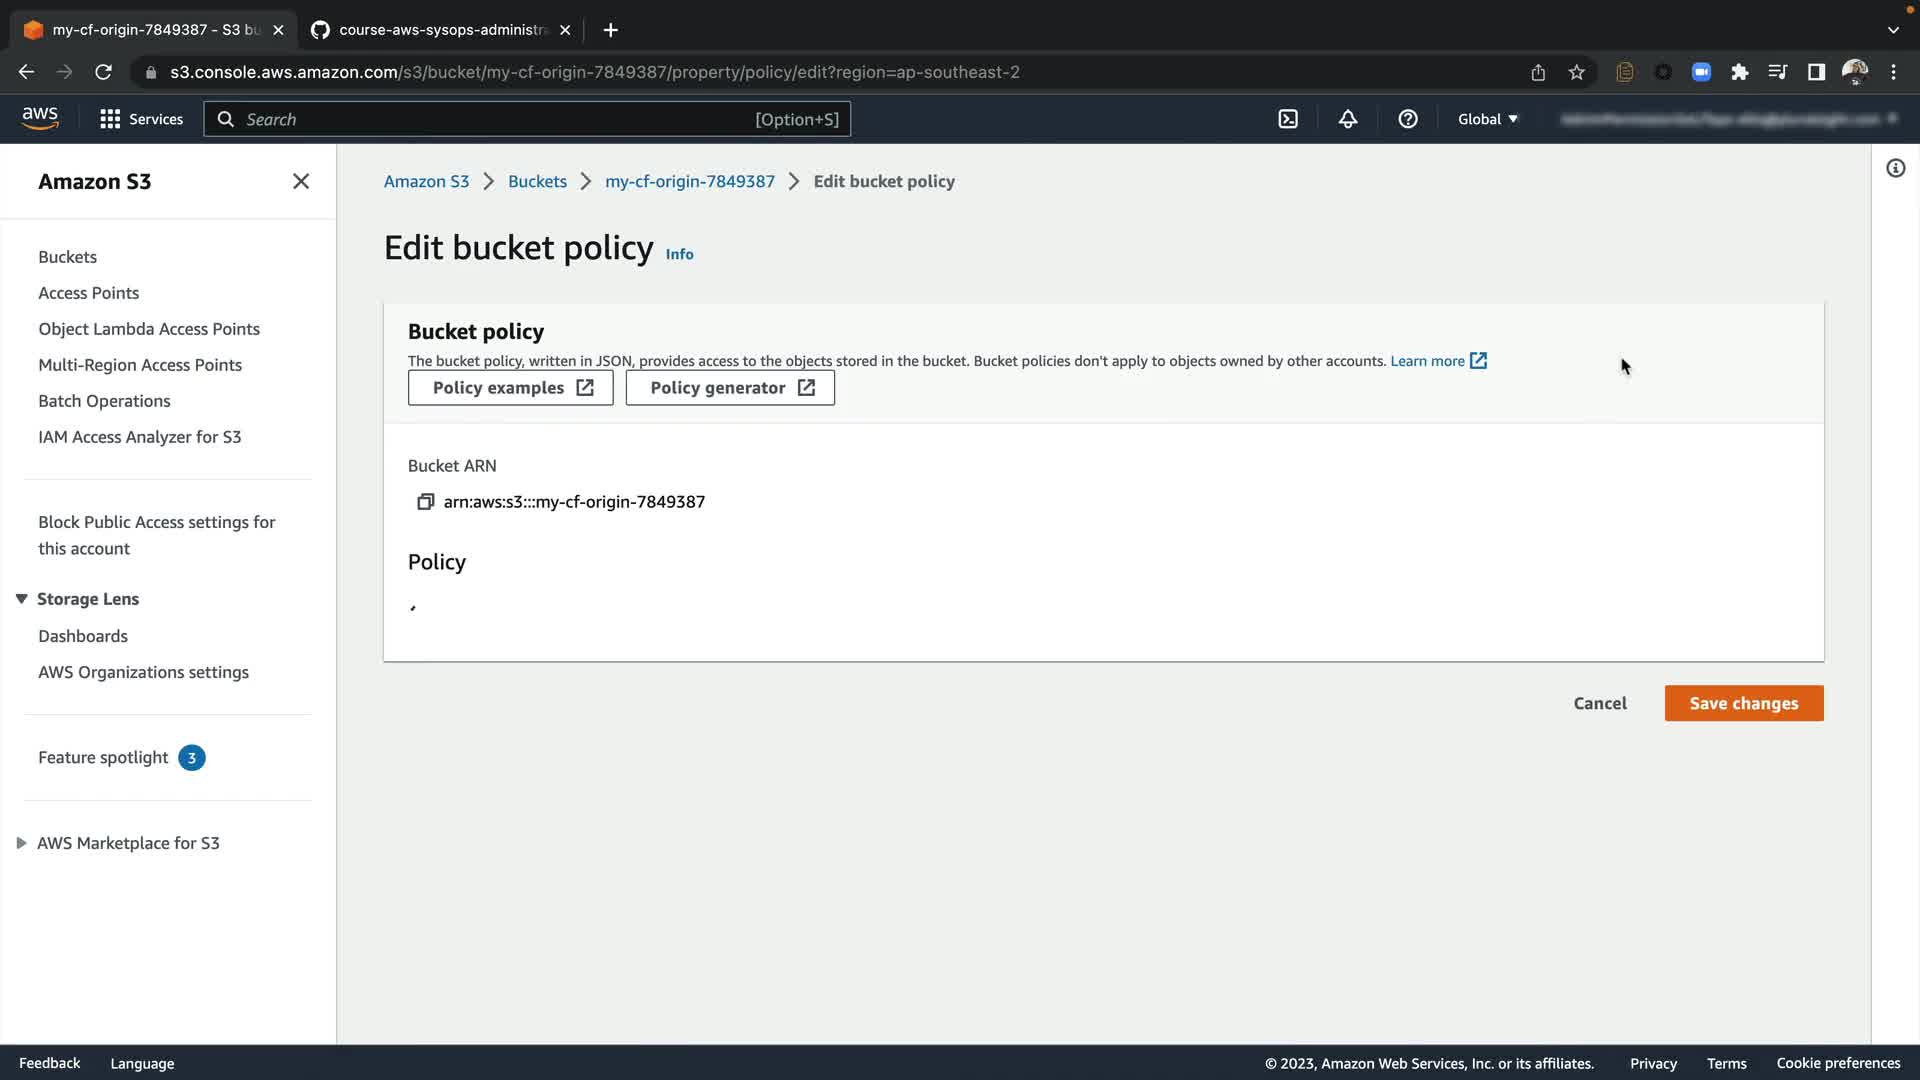 my-cf-origin-7849387 - S3 bu
course-aws-sysops-administra
s3.console.aws.amazon.com/s3/bucket/my-cf-origin-7849387/property/policy/edit?region=ap-southeast-2
aws
Services
Search
[Option+S]
Global
Amazon S3
Buckets
Access Points
Object Lambda Access Points
Multi-Region Access Points
Batch Operations
IAM Access Analyzer for S3
Block Public Access settings for
this account
Storage Lens
Dashboards
AWS Organizations settings
Feature spotlight 3
AWS Marketplace for S3
Amazon S3
Buckets
my-cf-origin-7849387
Edit bucket policy
Edit bucket policy Info
Bucket policy
The bucket policy, written in JSON, provides access to the objects stored in the bucket. Bucket policies don't apply to objects owned by other accounts. Learn more
Policy examples
Policy generator
Bucket ARN
arn:aws:s3:::my-cf-origin-7849387
Policy
Cancel
Save changes
Feedback
Language
© 2023, Amazon Web Services, Inc. or its affiliates.
Privacy
Terms
Cookie preferences